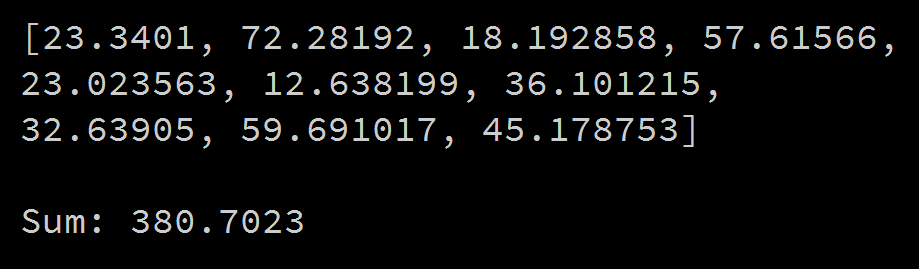 [23.3401, 72.28192, 18.192858, 57.61566,
23.023563, 12.638199, 36.101215,
32.63905, 59.691017, 45.178753]
Sum: 380.7023